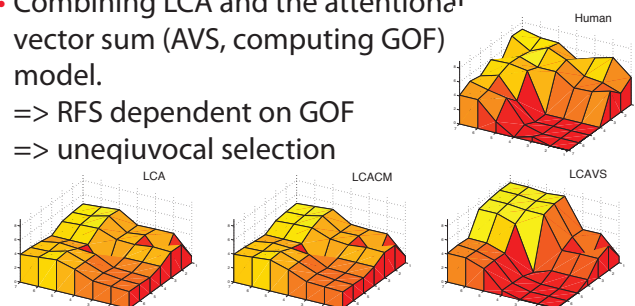 • Combining LCA and the attentional
vector sum (AVS, computing GOF)
model.
=> RFS dependent on GOF
=> uneqiuvocal selection
Human
LCA
LCACM
LCAVS